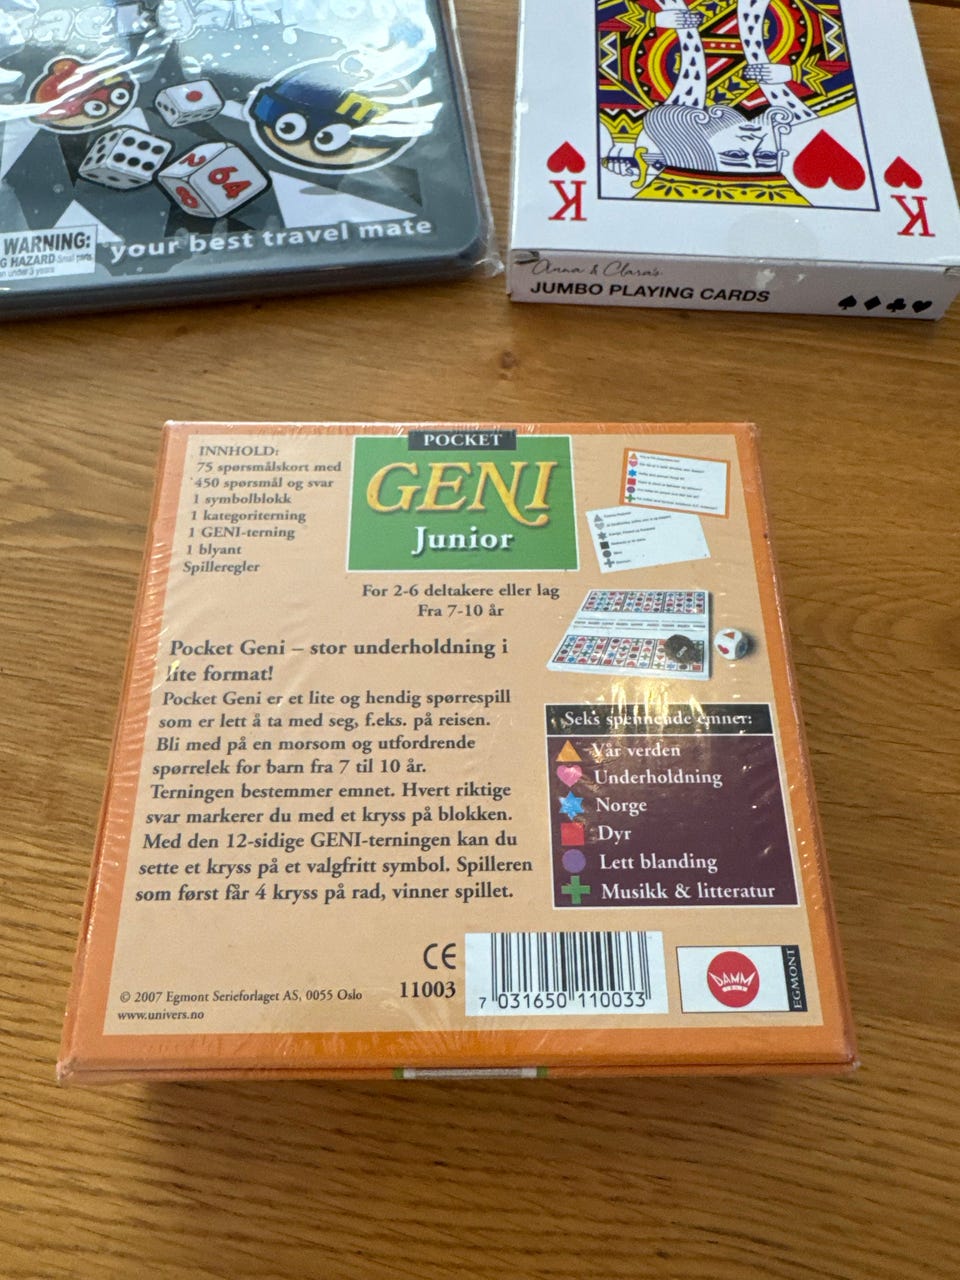 WARNING:
G HAZARD-Small parts
your best travel mate
m
2
8
64
K
K
Anna & Clara's
JUMBO PLAYING CARDS
POCKET
GENI
Junior
INNHOLD:
75 spørsmålskort med
450 spørsmål og svar
1 symbolblokk
1 kategoriterning
1 GENI-terning
1 blyant
Spilleregler
For 2-6 deltakere eller lag
Fra 7-10 år
Pocket Geni – stor underholdning i
lite format!
Pocket Geni er et lite og hendig spørrespill
som er lett å ta med seg, f.eks. på reisen.
Bli med på en morsom og utfordrende
spørrelek for barn fra 7 til 10 år.
Terningen bestemmer emnet. Hvert riktige
svar markerer du med et kryss på blokken.
Med den 12-sidige GENI-terningen kan du
sette et kryss på et valgfritt symbol. Spilleren
som først får 4 kryss på rad, vinner spillet.
Seks spennende emner:
Vår verden
Underholdning
Norge
Dyr
Lett blanding
Musikk & litteratur
© 2007 Egmont Serieforlaget AS, 0055 Oslo
www.univers.no
CE
11003
7 031650 110033
DAMM
EGMONT